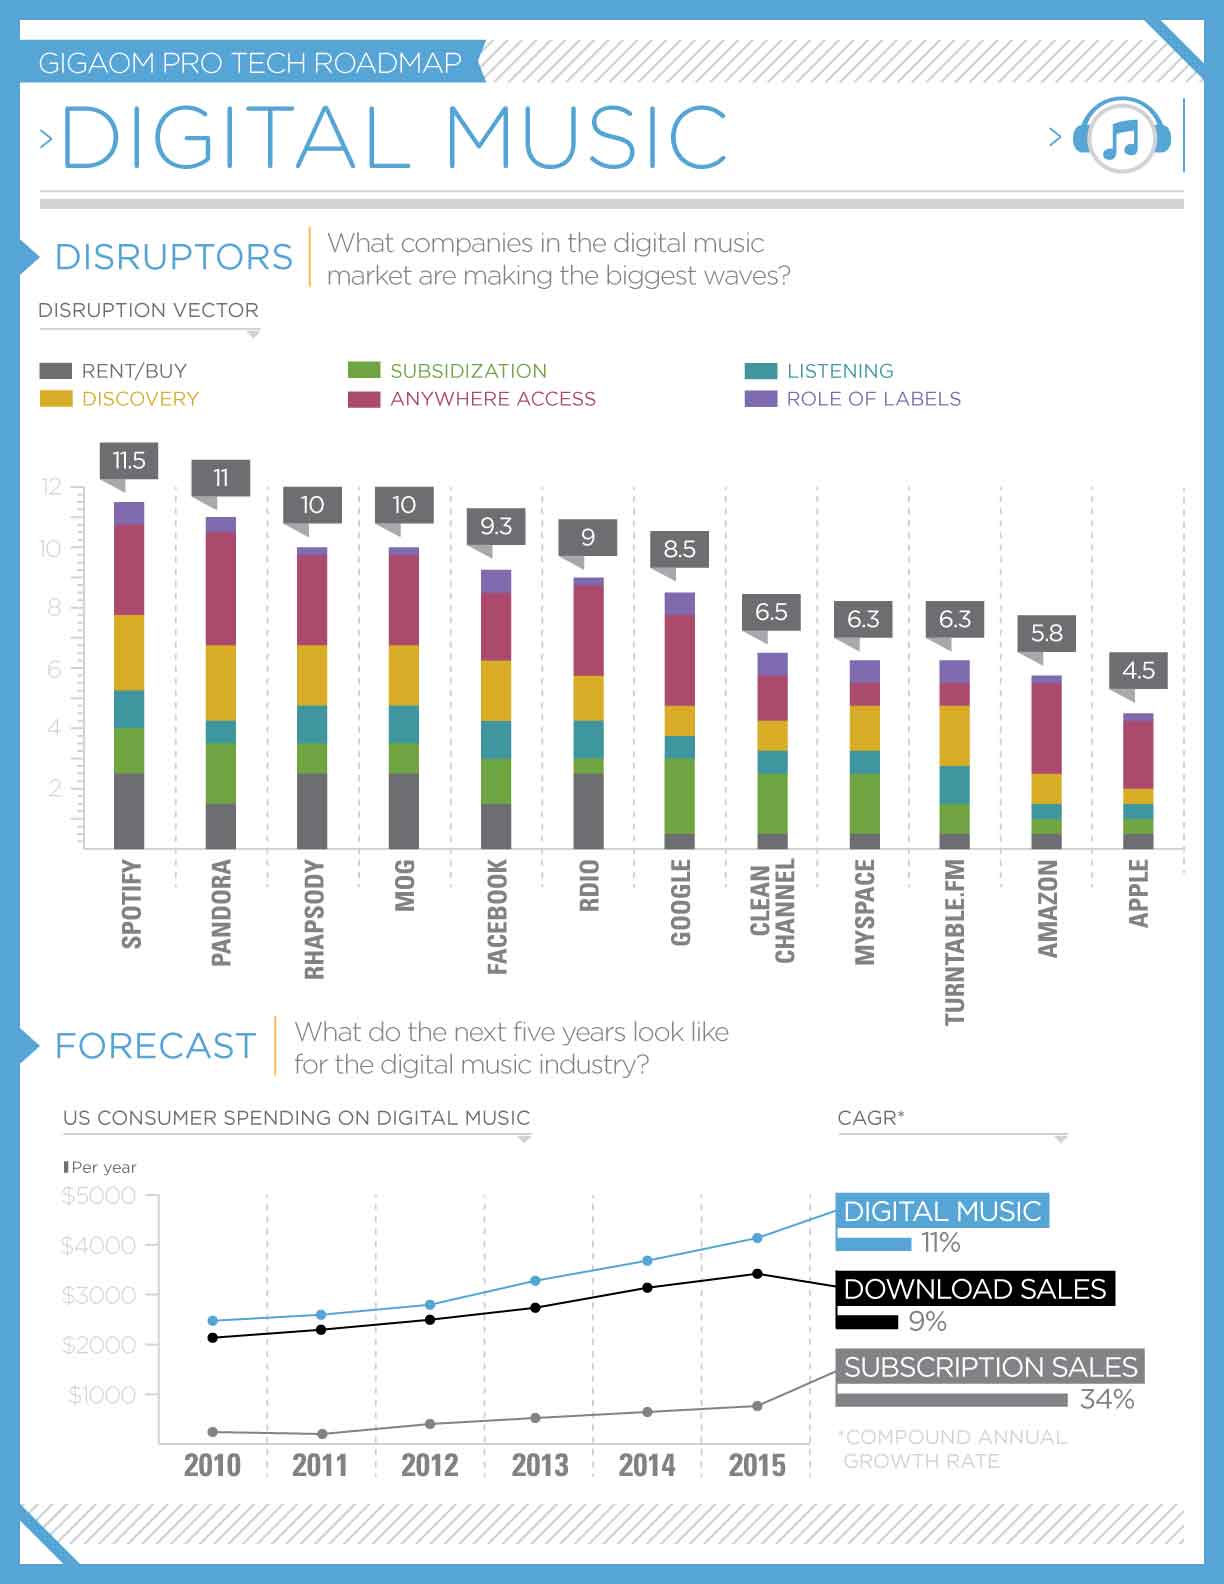 GIGAOM PRO TECH ROADMAP
> DIGITAL MUSIC
>
DISRUPTORS
What companies in the digital music
market are making the biggest waves?
DISRUPTION VECTOR
RENT/BUY
SUBSIDIZATION
LISTENING
DISCOVERY
ANYWHERE ACCESS
ROLE OF LABELS
11.5
11
10
10
9.3
9
8.5
6.5
6.3
6.3
5.8
4.5
12
10
8
6
4
2
SPOTIFY
PANDORA
RHAPSODY
MOG
FACEBOOK
RDIO
GOOGLE
CLEAN
CHANNEL
MYSPACE
TURNTABLE.FM
AMAZON
APPLE
FORECAST
What do the next five years look like
for the digital music industry?
US CONSUMER SPENDING ON DIGITAL MUSIC
Per year
$5000
$4000
$3000
$2000
$1000
2010
2011
2012
2013
2014
2015
CAGR*
DIGITAL MUSIC
11%
DOWNLOAD SALES
9%
SUBSCRIPTION SALES
34%
*COMPOUND ANNUAL
GROWTH RATE